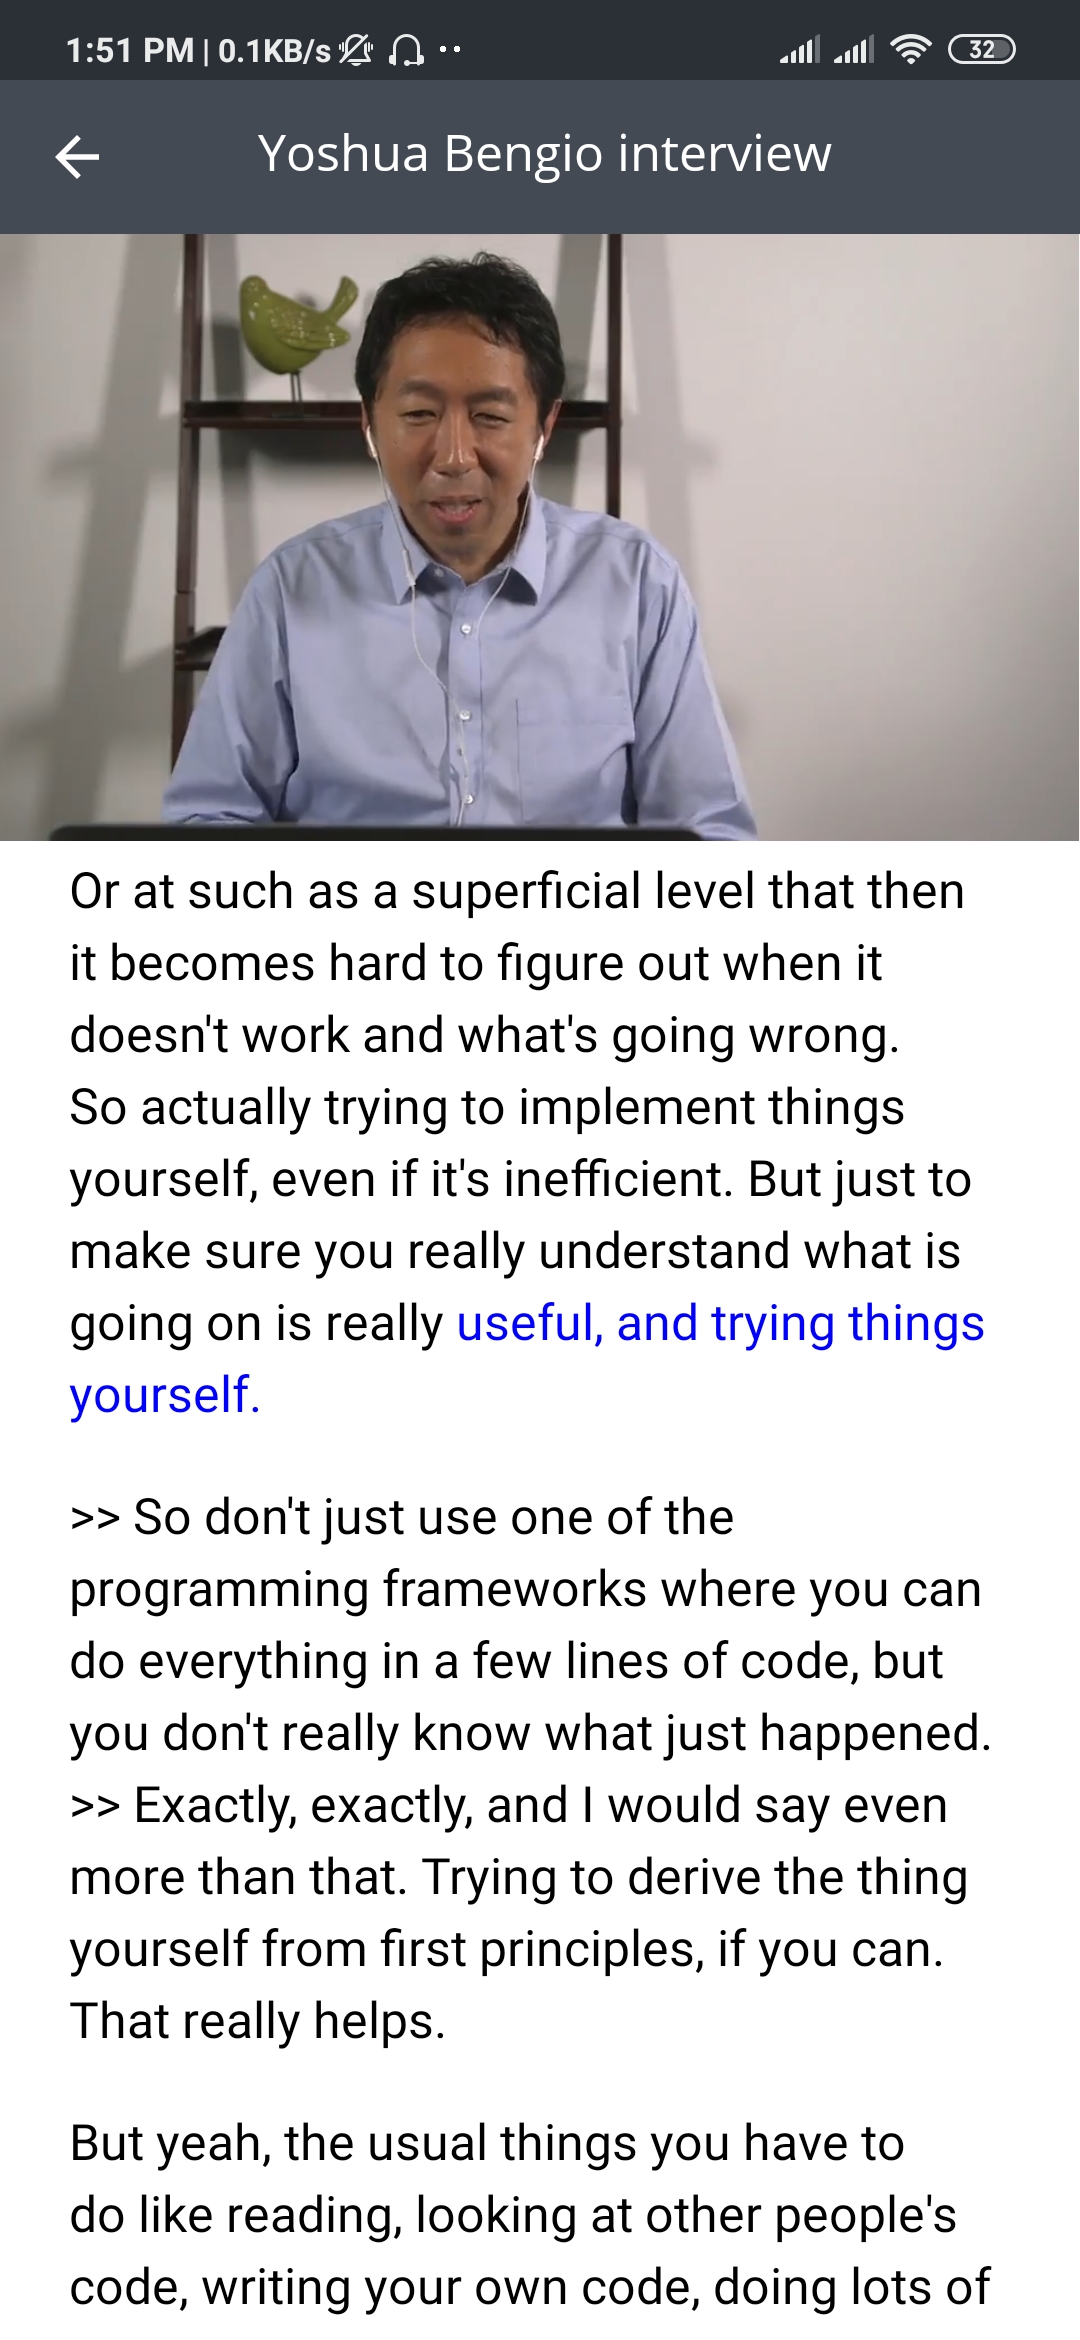 1:51 PM | 0.1KB/s
32
Yoshua Bengio interview
Or at such as a superficial level that then
it becomes hard to figure out when it
doesn't work and what's going wrong.
So actually trying to implement things
yourself, even if it's inefficient. But just to
make sure you really understand what is
going on is really useful, and trying things
yourself.
>> So don't just use one of the
programming frameworks where you can
do everything in a few lines of code, but
you don't really know what just happened.
>> Exactly, exactly, and I would say even
more than that. Trying to derive the thing
yourself from first principles, if you can.
That really helps.
But yeah, the usual things you have to
do like reading, looking at other people's
code, writing your own code, doing lots of